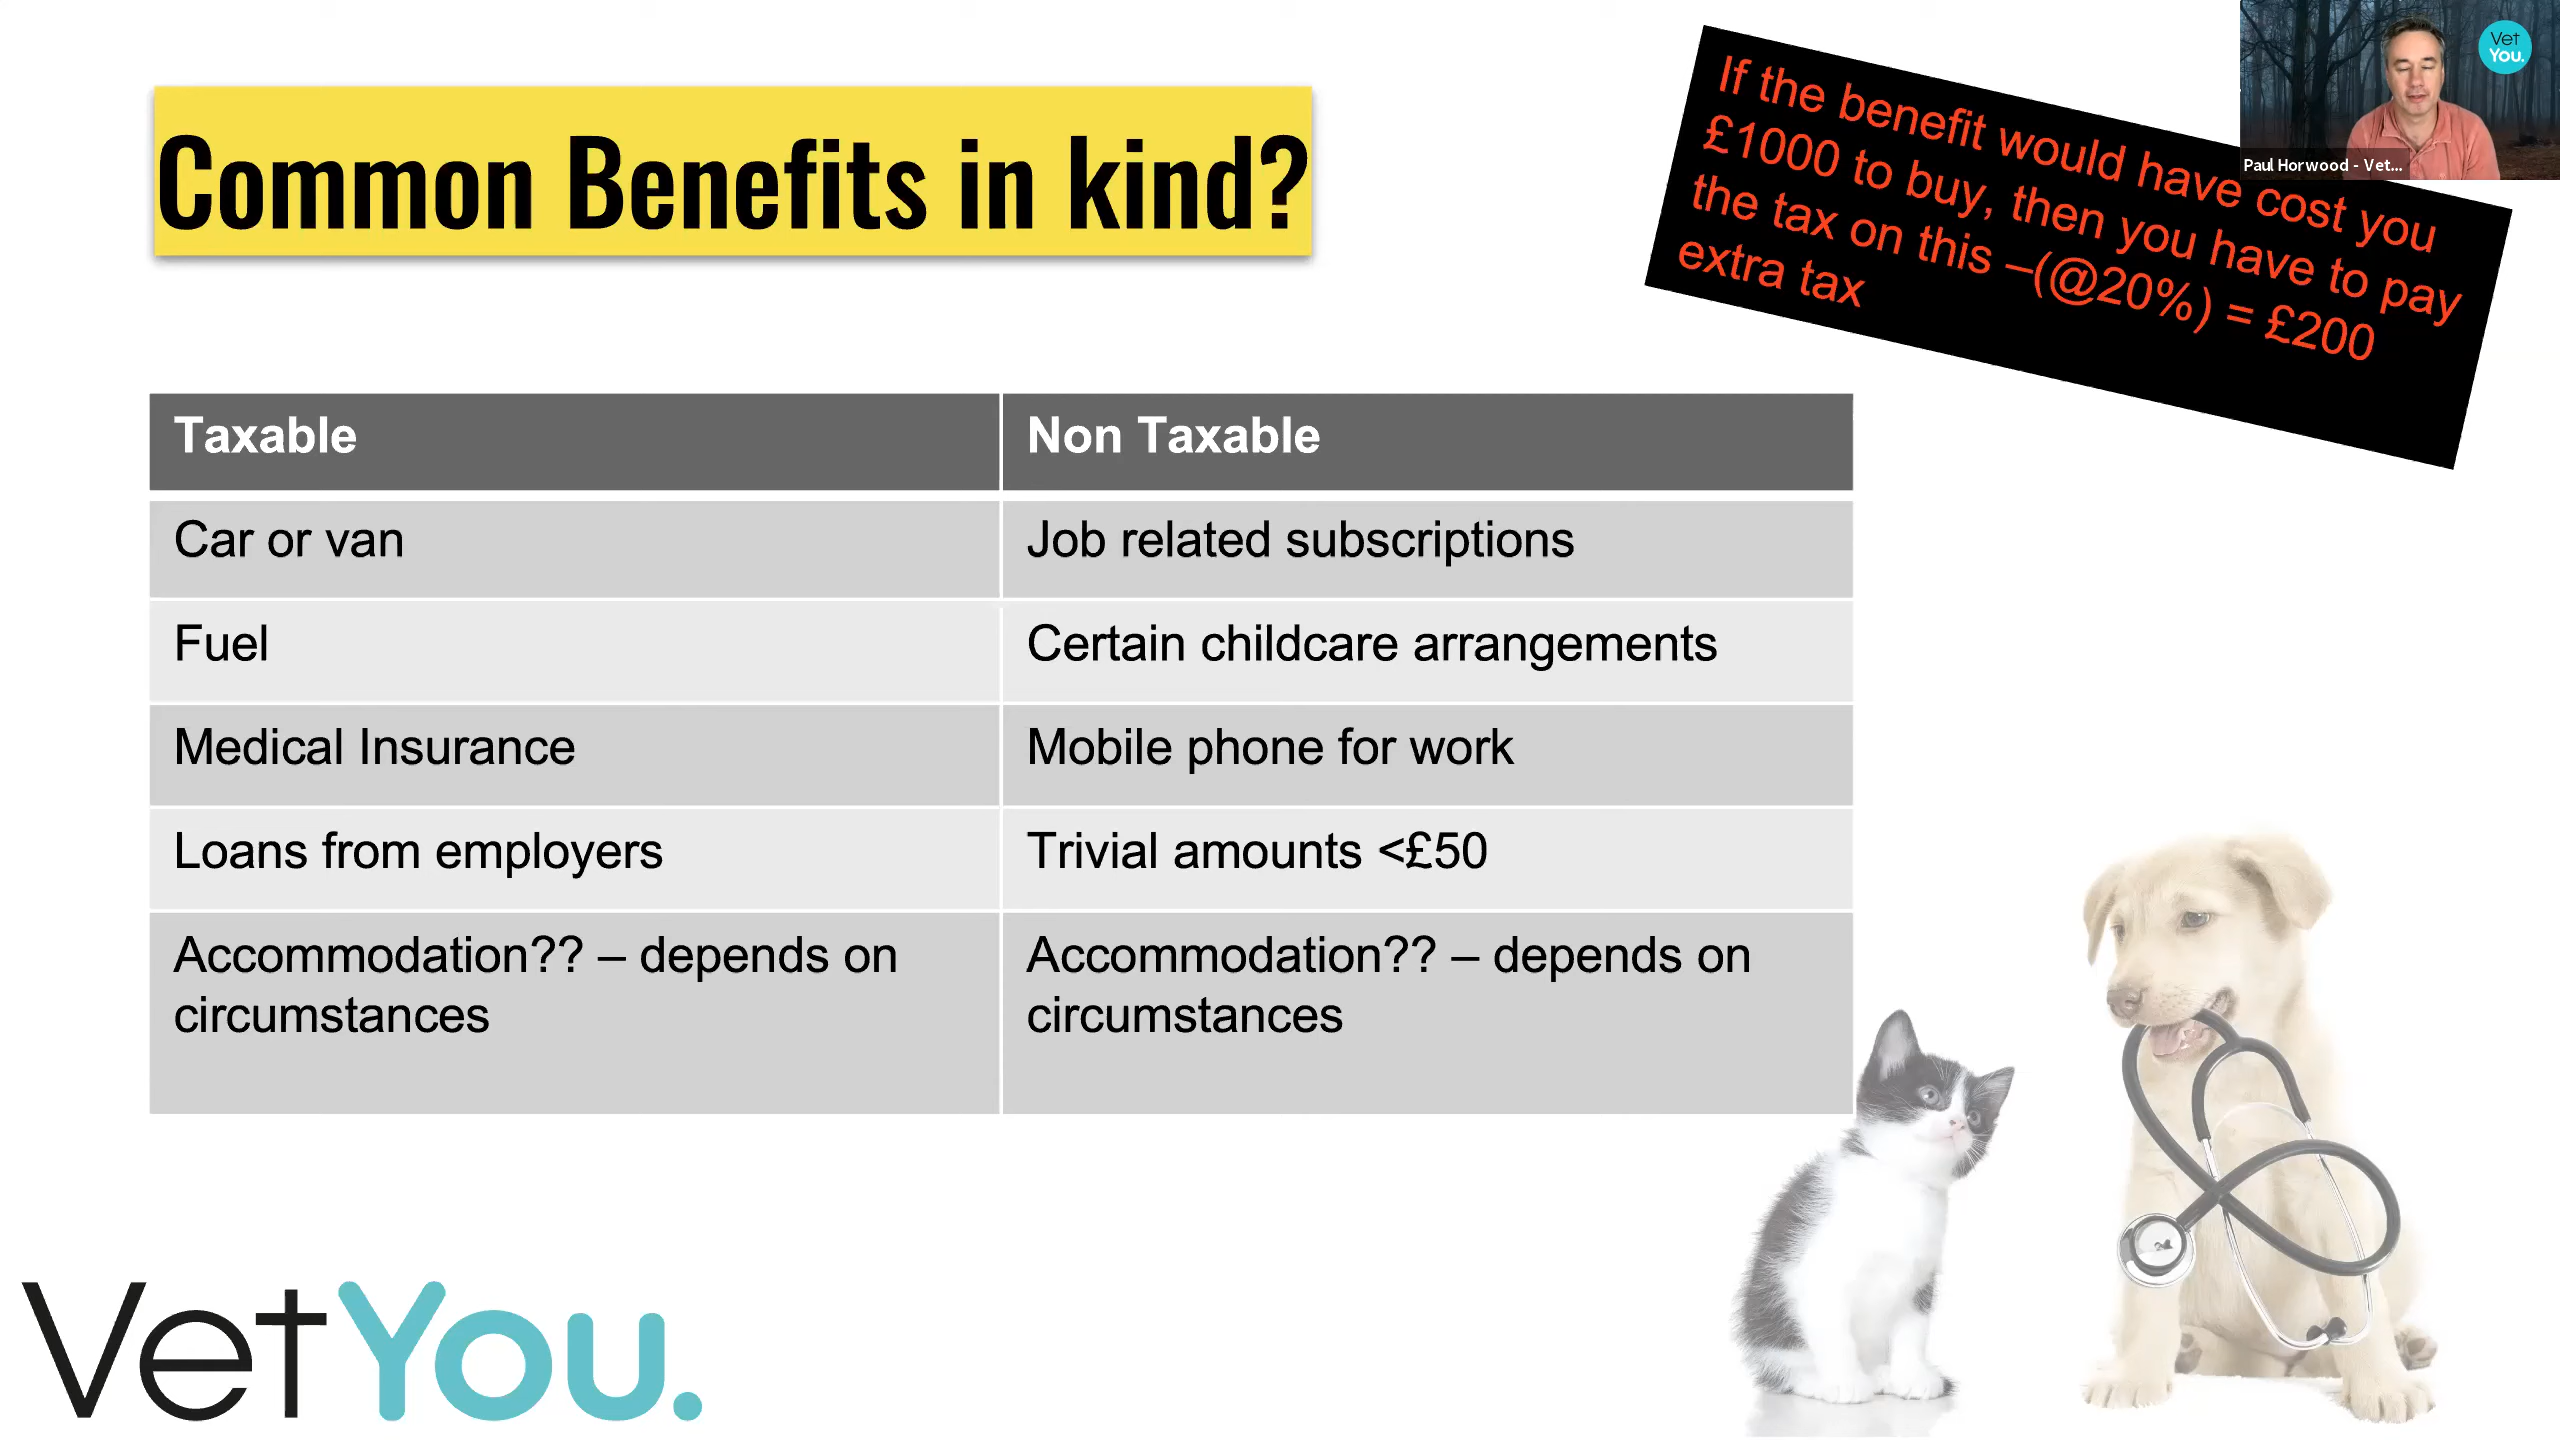 Common Benefits in kind?
If the benefit would have cost you
£1000 to buy, then you have to pay
the tax on this –(@20%) = £200
extra tax
Vet
You.
Paul Horwood - Vet...
Taxable
Non Taxable
Car or van
Job related subscriptions
Fuel
Certain childcare arrangements
Medical Insurance
Mobile phone for work
Loans from employers
Trivial amounts <£50
Accommodation?? – depends on
circumstances
Accommodation?? – depends on
circumstances
VetYou.